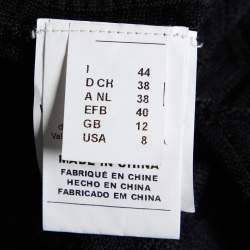 I 44
D CH 38
A NL 38
EFB 40
GB 12
USA 8
MADE IN CHINA
FABRIQUÉ EN CHINE
HECHO EN CHINA
FABRICADO EM CHINA